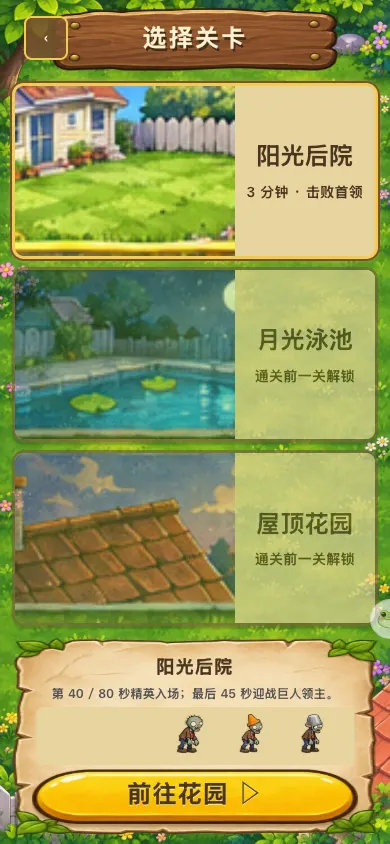 ‹
选择关卡
阳光后院
3 分钟 · 击败首领
月光泳池
通关前一关解锁
屋顶花园
通关前一关解锁
阳光后院
第 40 / 80 秒精英入场；最后 45 秒迎战巨人领主。
前往花园 ▷